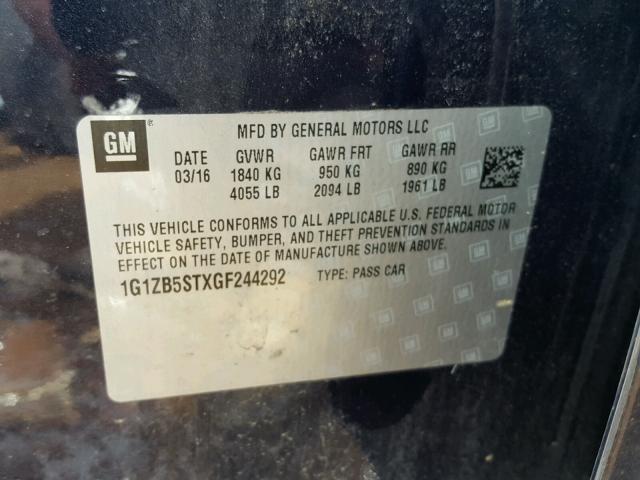 GM ® MFD BY GENERAL MOTORS LLC
DATE GVWR GAWR FRT GAWR RR
03/16 1840 KG 950 KG 890 KG
4055 LB 2094 LB 1961 LB
THIS VEHICLE CONFORMS TO ALL APPLICABLE U.S. FEDERAL MOTOR
VEHICLE SAFETY, BUMPER, AND THEFT PREVENTION STANDARDS IN
EFFECT ON THE DATE OF MANUFACTURE SHOWN ABOVE.
1G1ZB5STXGF244292 TYPE: PASS CAR